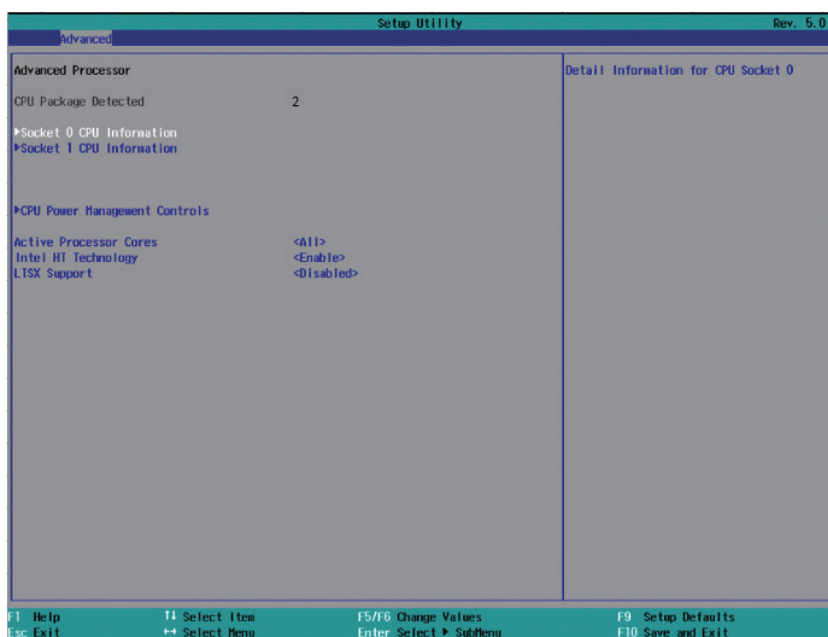 Setup Utility Rev. 5.0
Advanced
Advanced Processor
Detail Information for CPU Socket 0
CPU Package Detected 2
▶Socket 0 CPU Information
▶Socket 1 CPU Information
▶CPU Power Management Controls
Active Processor Cores <All>
Intel HT Technology <Enable>
LTSX Support <Disabled>
F1 Help ↑↓ Select Item F5/F6 Change Values F9 Setup Defaults
Esc Exit ↔ Select Menu Enter Select ▶ SubMenu F10 Save and Exit